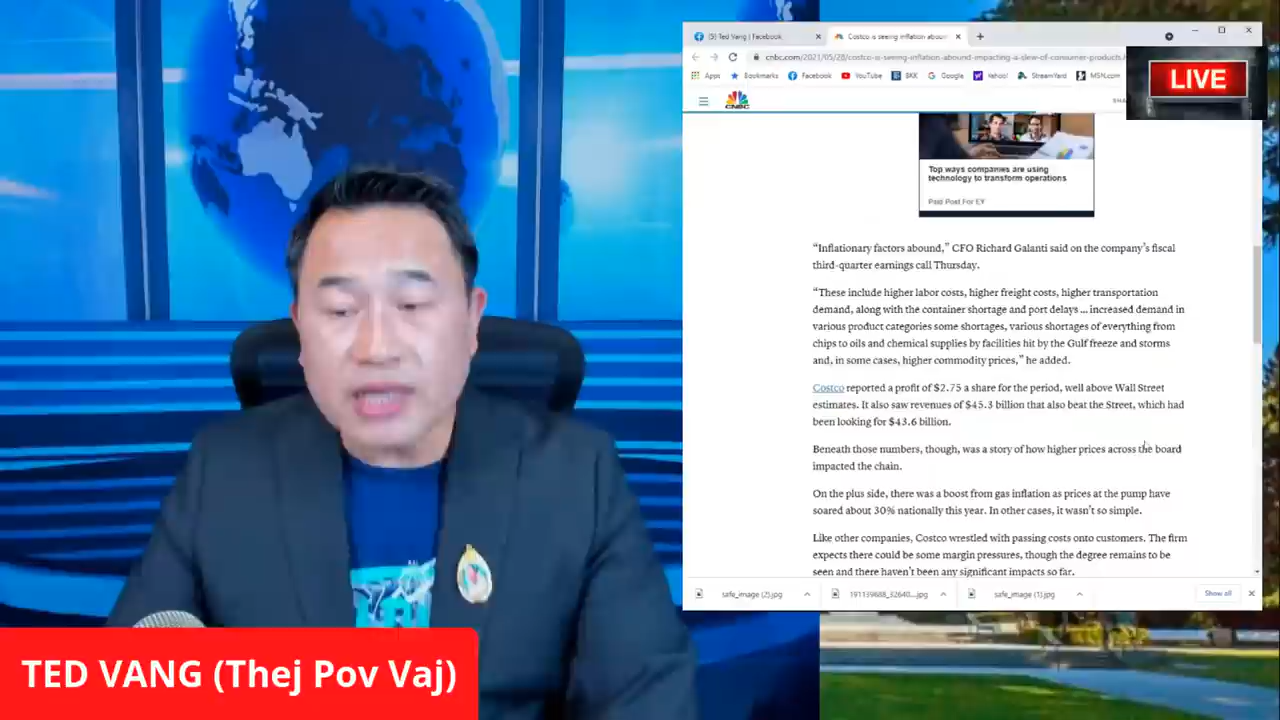 (5) Ted Vang | Facebook
Costco is seeing inflation aboun
cnbc.com/2021/05/28/costco-is-seeing-inflation-abound-impacting-a-slew-of-consumer-products.h
Apps Bookmarks Facebook YouTube BKK Google Yahoo! StreamYard MSN.com
LIVE
CNBC
SHA
Top ways companies are using
technology to transform operations
Paid Post For EY
“Inflationary factors abound,” CFO Richard Galanti said on the company’s fiscal
third-quarter earnings call Thursday.
“These include higher labor costs, higher freight costs, higher transportation
demand, along with the container shortage and port delays ... increased demand in
various product categories some shortages, various shortages of everything from
chips to oils and chemical supplies by facilities hit by the Gulf freeze and storms
and, in some cases, higher commodity prices,” he added.
Costco reported a profit of $2.75 a share for the period, well above Wall Street
estimates. It also saw revenues of $45.3 billion that also beat the Street, which had
been looking for $43.6 billion.
Beneath those numbers, though, was a story of how higher prices across the board
impacted the chain.
On the plus side, there was a boost from gas inflation as prices at the pump have
soared about 30% nationally this year. In other cases, it wasn’t so simple.
Like other companies, Costco wrestled with passing costs onto customers. The firm
expects there could be some margin pressures, though the degree remains to be
seen and there haven’t been any significant impacts so far.
safe_image (2).jpg
191139688_32640....jpg
safe_image (1).jpg
Show all
TED VANG (Thej Pov Vaj)